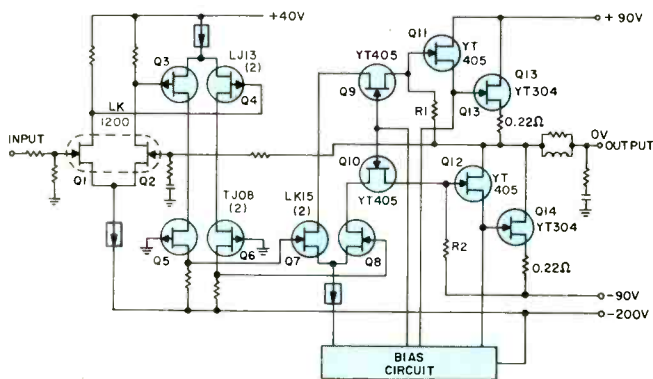 +40V
Q11
+90V
Q3
LJ13
(2)
YT405
YT
405
Q13
YT304
Q4
Q9
Q13
LK
1200
R1
0.22Ω
INPUT
0V
OUTPUT
Q10
Q12
Q1
Q2
YT
405
TJ08
(2)
LK15
(2)
YT405
Q14
YT304
Q5
Q6
Q7
Q8
R2
0.22Ω
-90V
-200V
BIAS
CIRCUIT